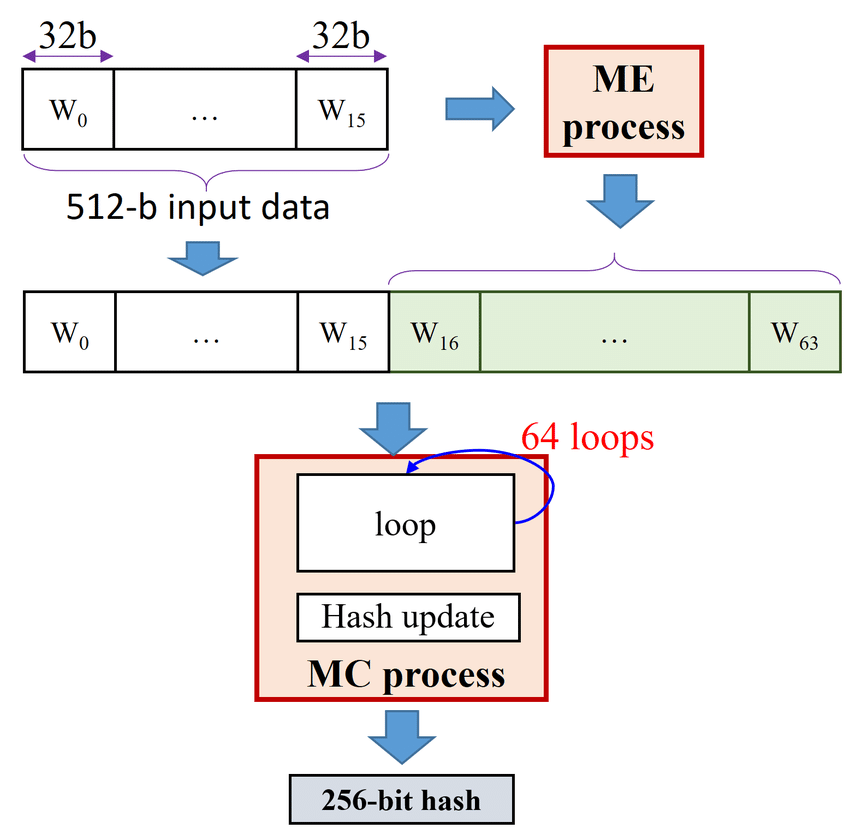 32b 32b
W0 … W15
ME
process
512-b input data
W0 … W15 W16 … W63
64 loops
loop
Hash update
MC process
256-bit hash